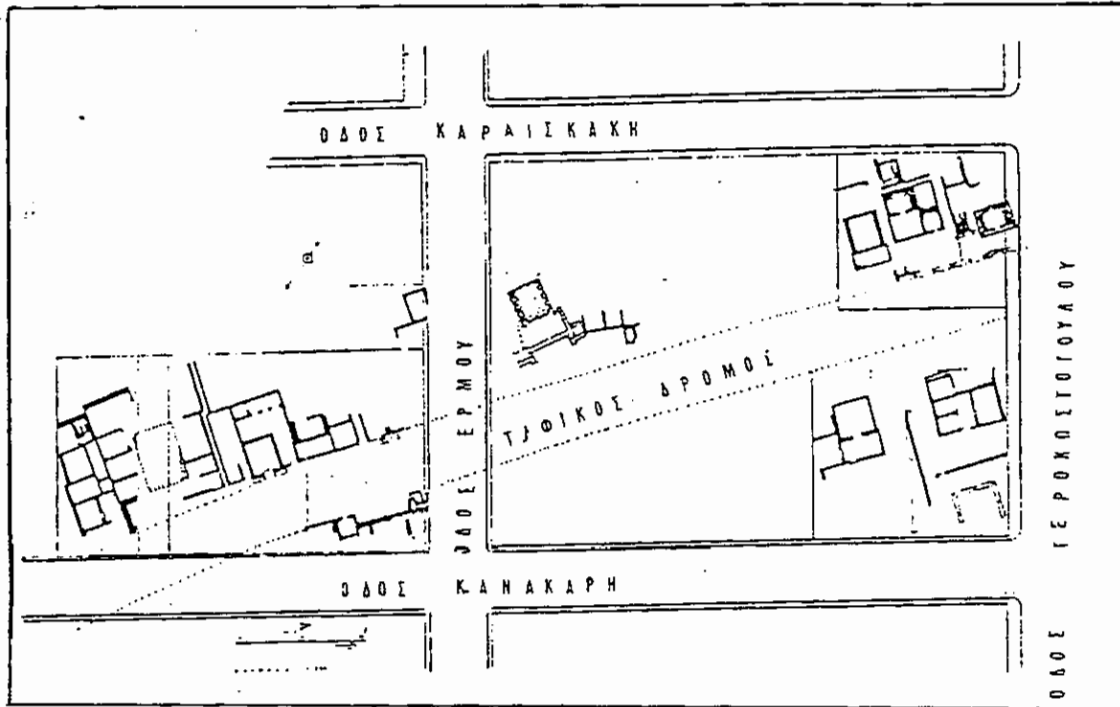 ΟΔΟΣ ΚΑΡΑΙΣΚΑΚΗ
ΤΑΦΙΚΟΣ ΔΡΟΜΟΣ
ΟΔΟΣ ΕΡΜΟΥ
ΟΔΟΣ ΓΕΡΟΚΩΣΤΟΠΟΥΛΟΥ
ΟΔΟΣ ΚΑΝΑΚΑΡΗ